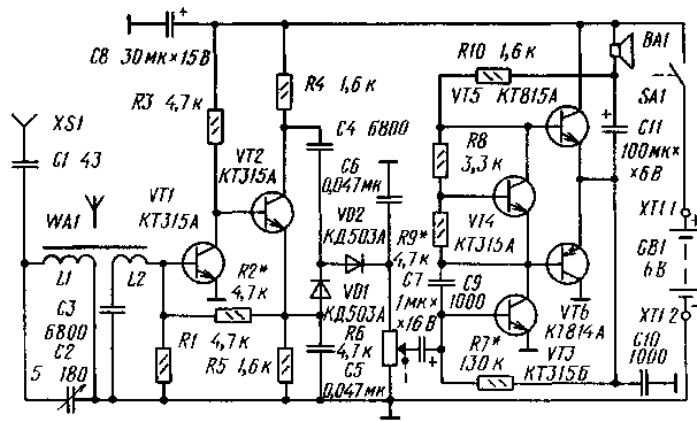 C8 30мк×15В
R10 1,6к
BA1
R4 1,6к
VT5 КТ815А
SA1
R3 4,7к
XS1
C4 6800
R8
3,3к
C11
100мк×
×6В
C1 43
VT2
КТ315А
C6
0,047мк
VT1
КТ315А
WA1
VD2
КД503А
R9*
4,7к
VT4
КТ315А
XT1.1
+
GB1
6В
L1
L2
R2*
4,7к
C7
1мк×
×16В
C9
1000
C3
6800
VD1
КД503А
VT6
КТ814А
XT1.2
C2
5
180
R1 4,7к
R6
4,7к
R7*
130к
VT3
КТ315Б
C10
1000
R5 1,6к
C5
0,047мк